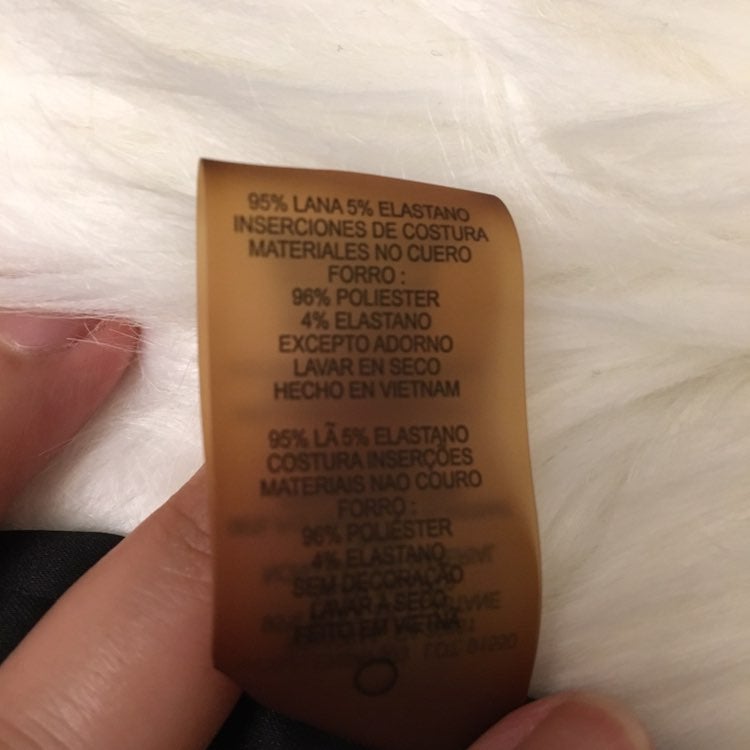 95% LANA 5% ELASTANO
INSERCIONES DE COSTURA
MATERIALES NO CUERO
FORRO :
96% POLIESTER
4% ELASTANO
EXCEPTO ADORNO
LAVAR EN SECO
HECHO EN VIETNAM
95% LÃ 5% ELASTANO
COSTURA INSERÇÕES
MATERIAIS NAO COURO
FORRO :
96% POLIÉSTER
4% ELASTANO
SEM DECORAÇÃO
LAVAR A SECO
FEITO EM VIETNÃ